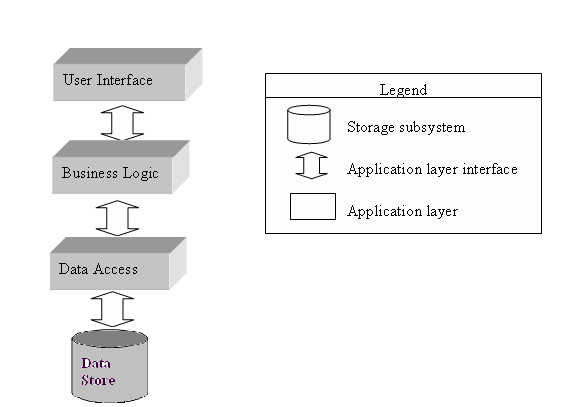 User Interface
Business Logic
Data Access
Data
Store
Legend
Storage subsystem
Application layer interface
Application layer